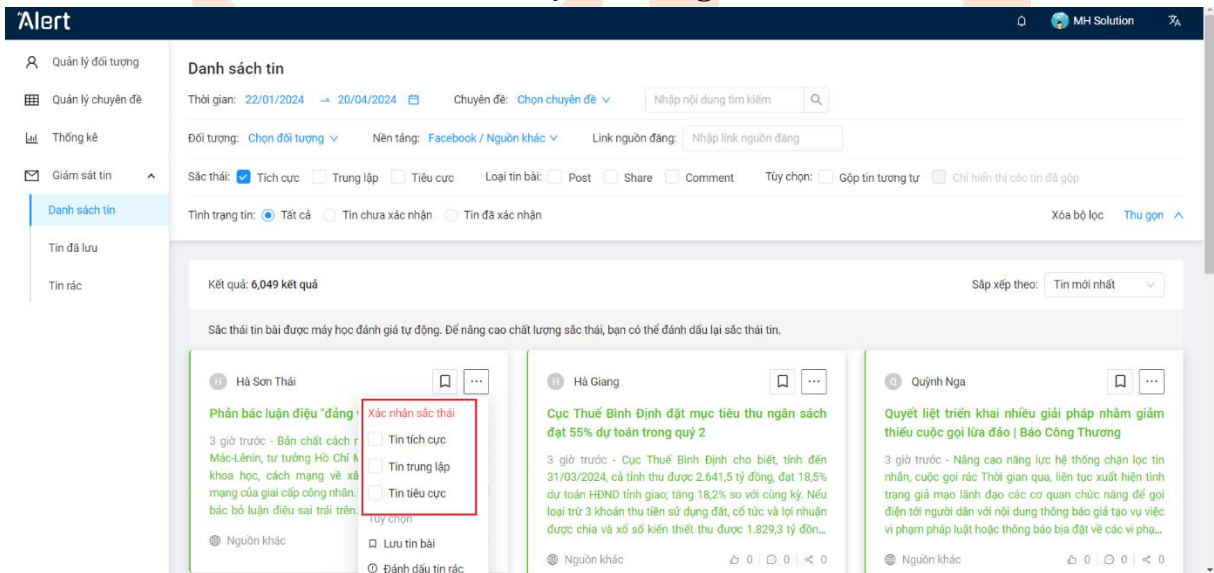 Alert
MH Solution
Quản lý đối tượng
Quản lý chuyên đề
Thống kê
Giám sát tin
Danh sách tin
Tin đã lưu
Tin rác
Danh sách tin
Thời gian: 22/01/2024 → 20/04/2024 Chuyên đề: Chọn chuyên đề Nhập nội dung tìm kiếm
Đối tượng: Chọn đối tượng Nền tảng: Facebook / Nguồn khác Link nguồn đăng: Nhập link nguồn đăng
Sắc thái: Tích cực Trung lập Tiêu cực Loại tin bài: Post Share Comment Tùy chọn: Gộp tin tương tự Chỉ hiển thị các tin đã gộp
Tình trạng tin: Tất cả Tin chưa xác nhận Tin đã xác nhận Xóa bộ lọc Thu gọn
Kết quả: 6,049 kết quả Sắp xếp theo: Tin mới nhất
Sắc thái tin bài được máy học đánh giá tự động. Để nâng cao chất lượng sắc thái, bạn có thể đánh dấu lại sắc thái tin.
H Hà Sơn Thái
Phản bác luận điệu "đảng
3 giờ trước - Bản chất cách
Mác-Lênin, tư tưởng Hồ Chí
khoa học, cách mạng về
mạng của giai cấp công nhân.
bác bỏ luận điệu sai trái trên.
Nguồn khác
Xác nhận sắc thái
Tin tích cực
Tin trung lập
Tin tiêu cực
Tùy chọn
Lưu tin bài
Đánh dấu tin rác
H Hà Giang
Cục Thuế Bình Định đặt mục tiêu thu ngân sách
đạt 55% dự toán trong quý 2
3 giờ trước - Cục Thuế Bình Định cho biết, tính đến
31/03/2024, cả tỉnh thu được 2.641,5 tỷ đồng, đạt 18,5%
dự toán HĐND tỉnh giao; tăng 18,2% so với cùng kỳ. Nếu
loại trừ 3 khoản thu tiền sử dụng đất, cổ tức và lợi nhuận
được chia và xổ số kiến thiết thu được 1.829,3 tỷ đồn...
Nguồn khác 0 0 0
Q Quỳnh Nga
Quyết liệt triển khai nhiều giải pháp nhằm giảm
thiểu cuộc gọi lừa đảo | Báo Công Thương
3 giờ trước - Nâng cao năng lực hệ thống chặn lọc tin
nhắn, cuộc gọi rác Thời gian qua, liên tục xuất hiện tình
trạng giả mạo lãnh đạo các cơ quan chức năng để gọi
điện tới người dân với nội dung thông báo giả tạo vụ việc
vi phạm pháp luật hoặc thông báo bịa đặt về các vi phạ...
Nguồn khác 0 0 0